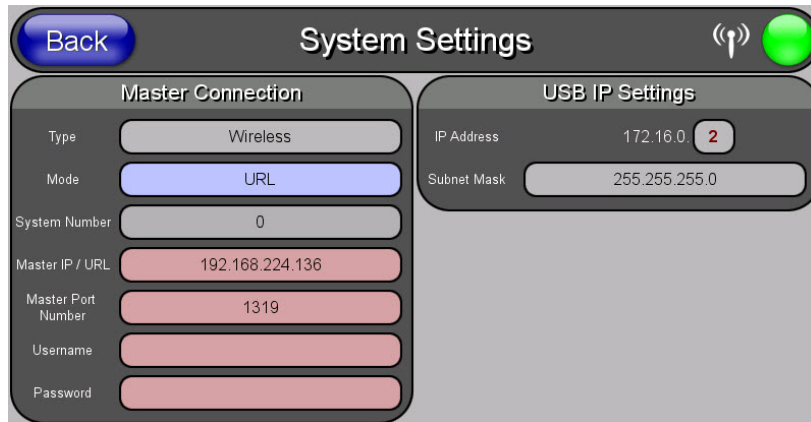 Back
System Settings
Master Connection
Type
Wireless
Mode
URL
System Number
0
Master IP / URL
192.168.224.136
Master Port
Number
1319
Username
Password
USB IP Settings
IP Address
172.16.0. 2
Subnet Mask
255.255.255.0